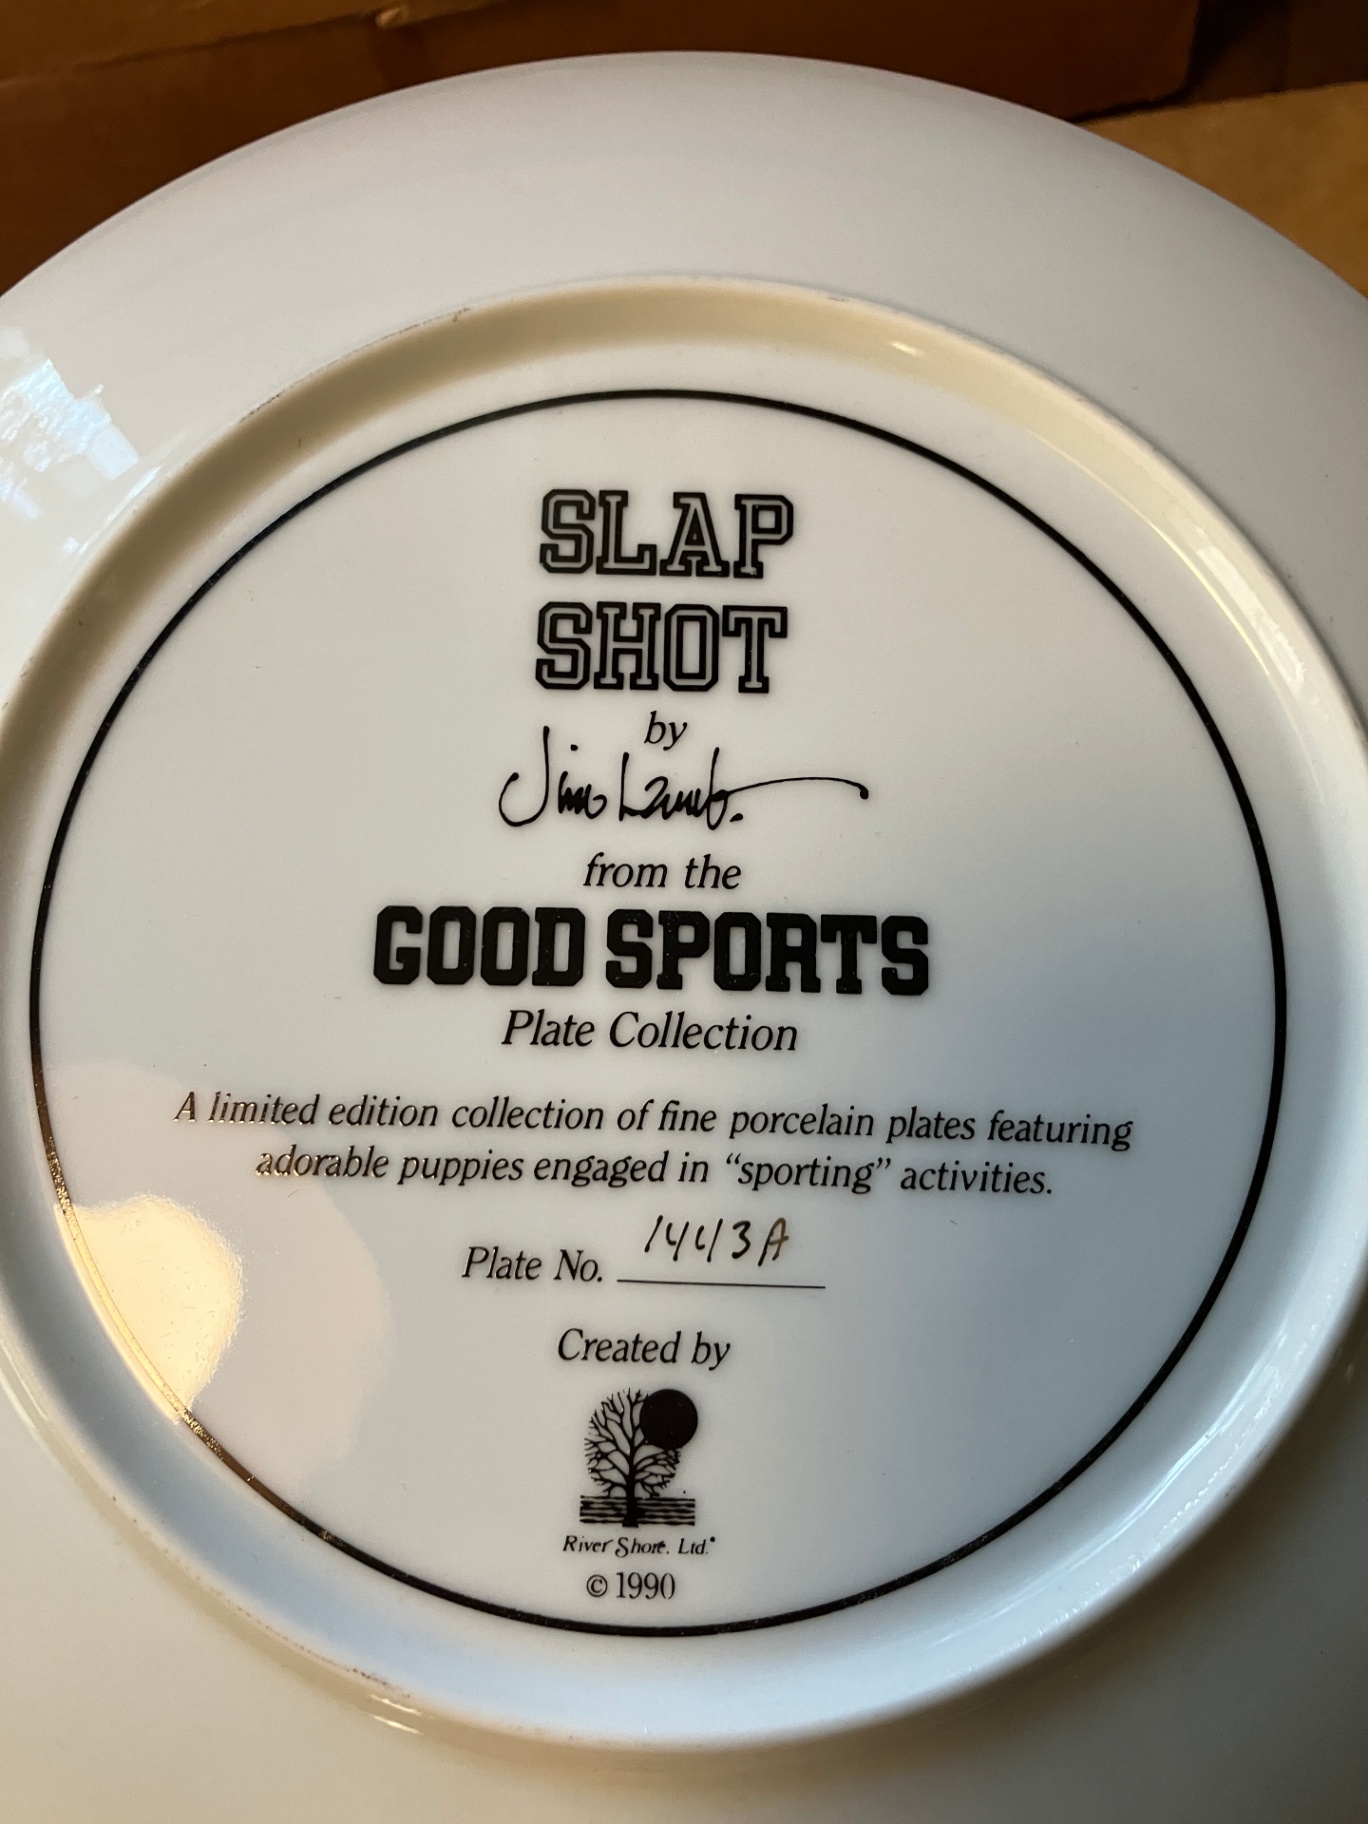 SLAP
SHOT
by
Jim Lamb.
from the
GOOD SPORTS
Plate Collection
A limited edition collection of fine porcelain plates featuring
adorable puppies engaged in “sporting” activities.
Plate No. 1443A
Created by
River Shore, Ltd.
© 1990